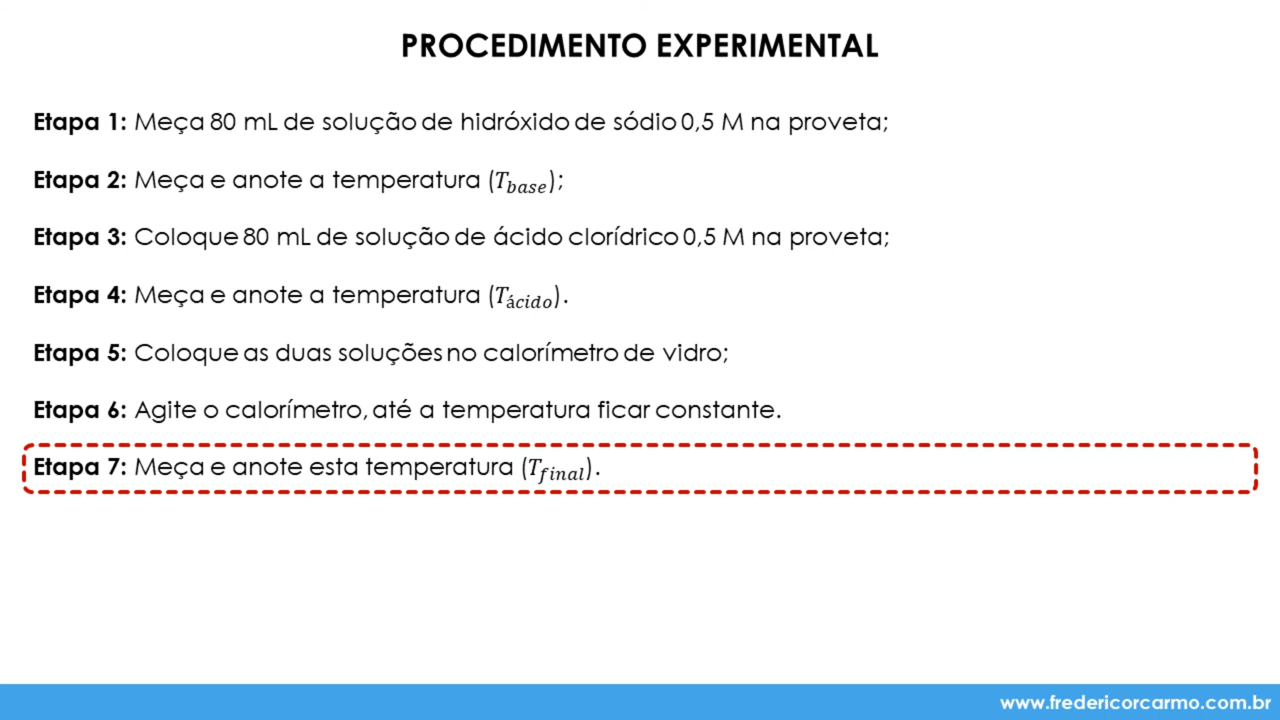 PROCEDIMENTO EXPERIMENTAL
Etapa 1: Meça 80 mL de solução de hidróxido de sódio 0,5 M na proveta;
Etapa 2: Meça e anote a temperatura (T_base);
Etapa 3: Coloque 80 mL de solução de ácido clorídrico 0,5 M na proveta;
Etapa 4: Meça e anote a temperatura (T_ácido).
Etapa 5: Coloque as duas soluções no calorímetro de vidro;
Etapa 6: Agite o calorímetro, até a temperatura ficar constante.
Etapa 7: Meça e anote esta temperatura (T_final).
www.fredericorcarmo.com.br